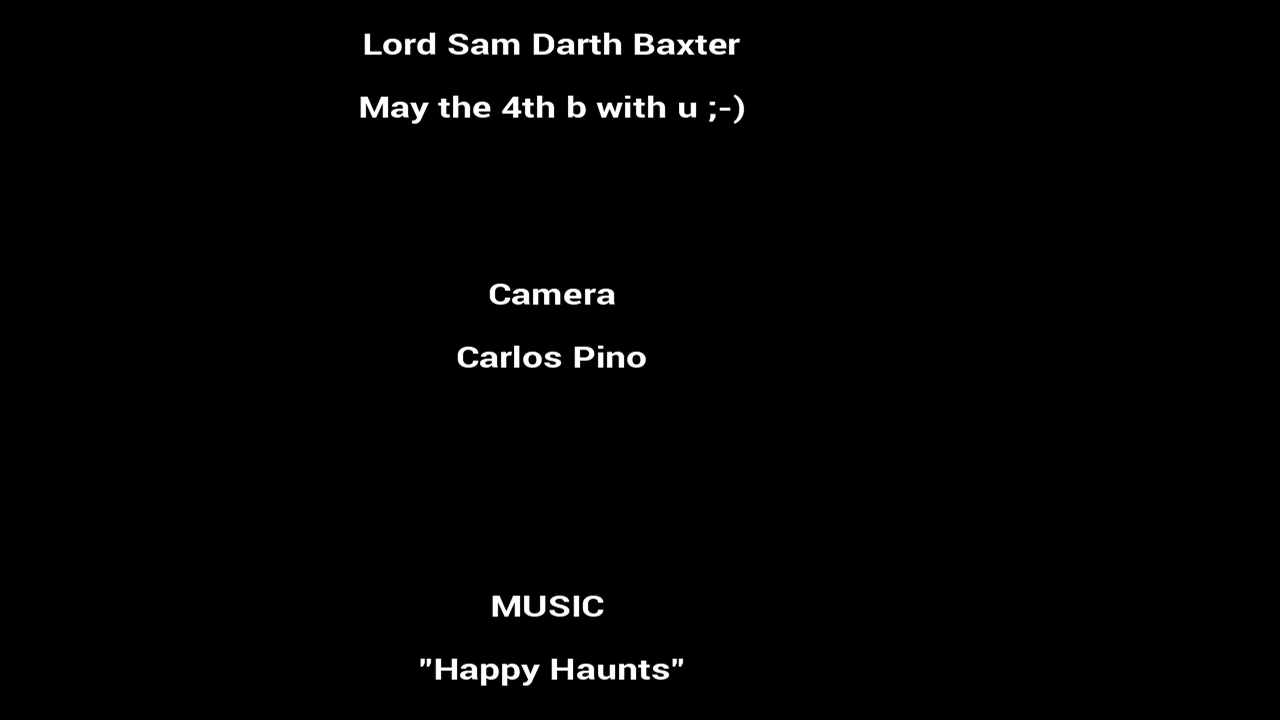 Lord Sam Darth Baxter
May the 4th b with u ;-)
Camera
Carlos Pino
MUSIC
"Happy Haunts"